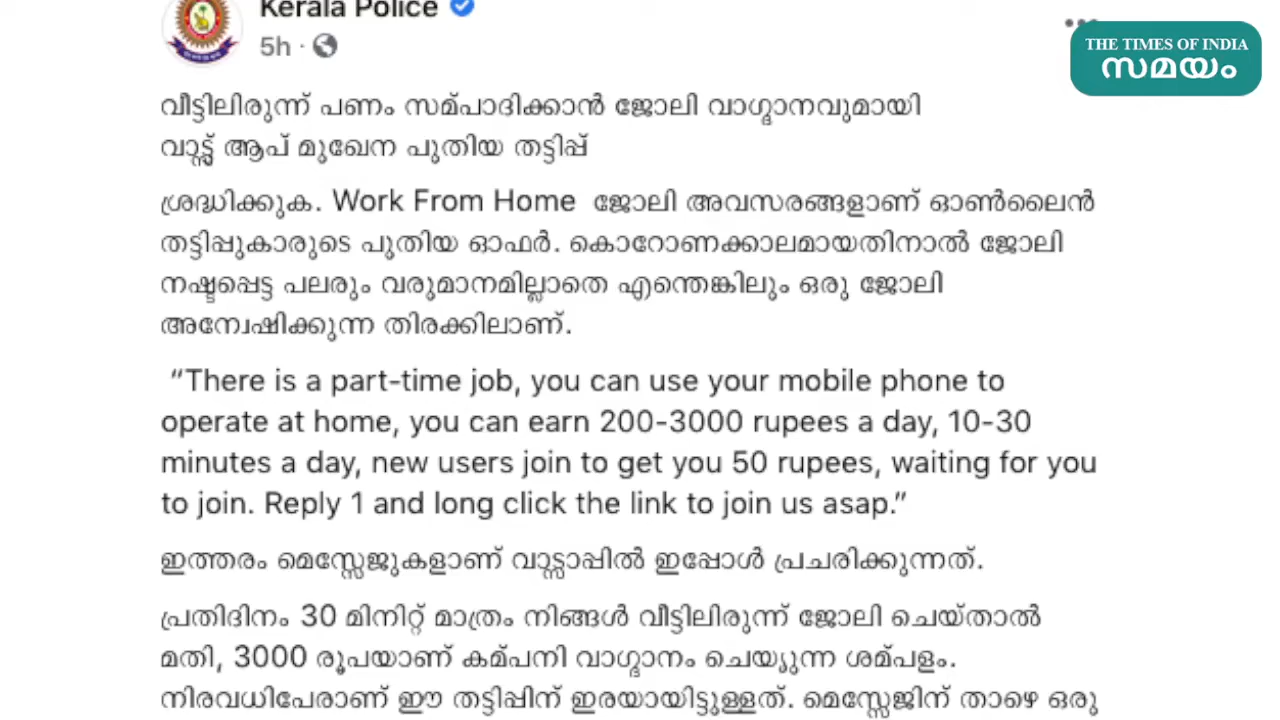 Kerala Police
5h ·
THE TIMES OF INDIA
സമയം
വീട്ടിലിരുന്ന് പണം സമ്പാദിക്കാൻ ജോലി വാഗ്ദാനവുമായി
വാട്സ് ആപ് മുഖേന പുതിയ തട്ടിപ്പ്
ശ്രദ്ധിക്കുക. Work From Home ജോലി അവസരങ്ങളാണ് ഓൺലൈൻ
തട്ടിപ്പുകാരുടെ പുതിയ ഓഫർ. കൊറോണക്കാലമായതിനാൽ ജോലി
നഷ്ടപ്പെട്ട പലരും വരുമാനമില്ലാതെ എന്തെങ്കിലും ഒരു ജോലി
അന്വേഷിക്കുന്ന തിരക്കിലാണ്.
“There is a part-time job, you can use your mobile phone to
operate at home, you can earn 200-3000 rupees a day, 10-30
minutes a day, new users join to get you 50 rupees, waiting for you
to join. Reply 1 and long click the link to join us asap.”
ഇത്തരം മെസ്സേജുകളാണ് വാട്സാപ്പിൽ ഇപ്പോൾ പ്രചരിക്കുന്നത്.
പ്രതിദിനം 30 മിനിറ്റ് മാത്രം നിങ്ങൾ വീട്ടിലിരുന്ന് ജോലി ചെയ്താൽ
മതി, 3000 രൂപയാണ് കമ്പനി വാഗ്ദാനം ചെയ്യുന്ന ശമ്പളം.
നിരവധിപേരാണ് ഈ തട്ടിപ്പിന് ഇരയായിട്ടുള്ളത്. മെസ്സേജിന് താഴെ ഒരു